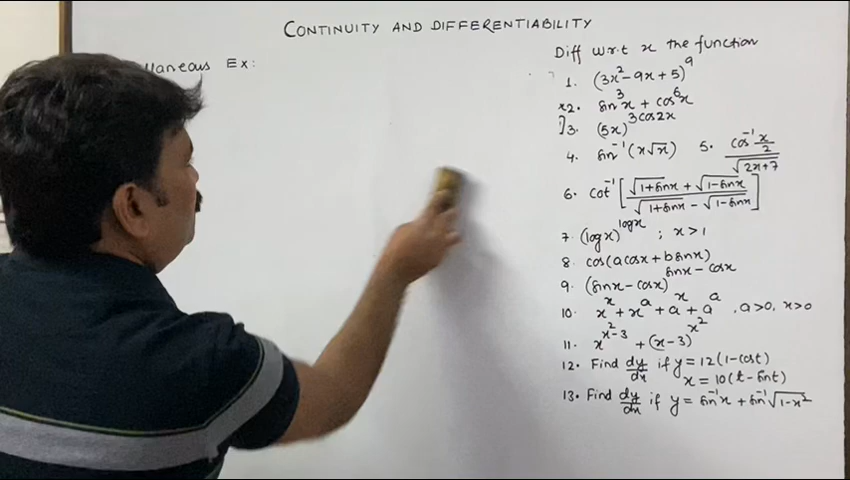 CONTINUITY AND DIFFERENTIABILITY
Ex:
Diff w.r.t x the function
1. (3x² - 9x + 5)⁹
*2. sin³x + cos⁶x
3. (5x)^(3cos2x)
4. sin⁻¹(x√x) 5. cos⁻¹(x/2) / √(2x+7)
6. cot⁻¹[(√(1+sinx) + √(1-sinx)) / (√(1+sinx) - √(1-sinx))]
7. (logx)^(logx) ; x>1
8. cos(acosx + bsinx)
9. (sinx - cosx)^(sinx - cosx)
10. x^x + x^a + a^x + a^a , a>0, x>0
11. x^(x²-3) + (x-3)^(x²)
12. Find dy/dx if y = 12(1-cost)
x = 10(t - sint)
13. Find dy/dx if y = sin⁻¹x + sin⁻¹√(1-x²)